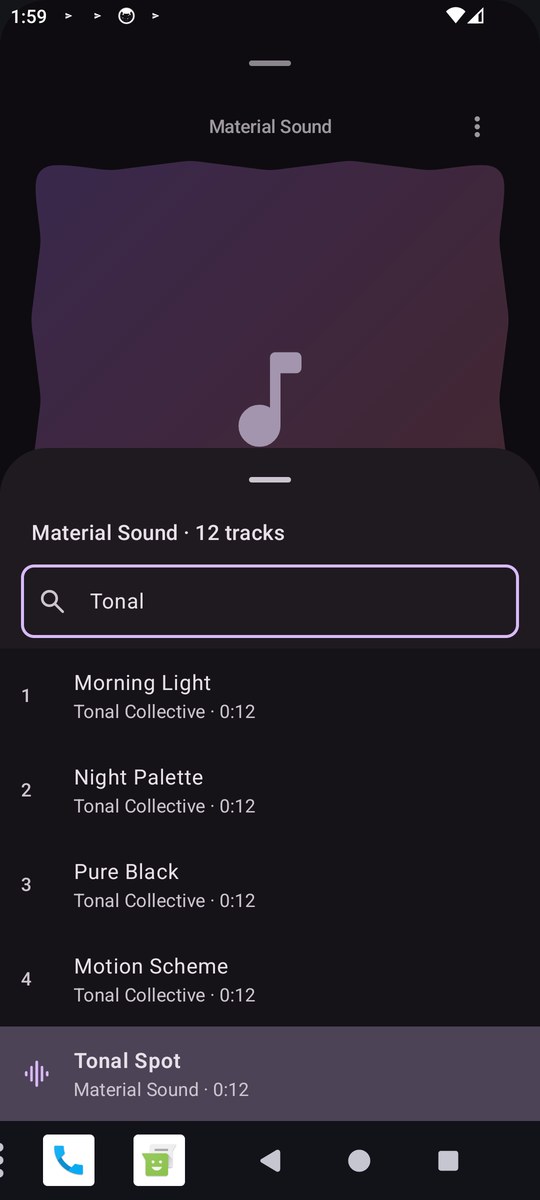 1:59
Material Sound
Material Sound · 12 tracks
Tonal
1
Morning Light
Tonal Collective · 0:12
2
Night Palette
Tonal Collective · 0:12
3
Pure Black
Tonal Collective · 0:12
4
Motion Scheme
Tonal Collective · 0:12
Tonal Spot
Material Sound · 0:12